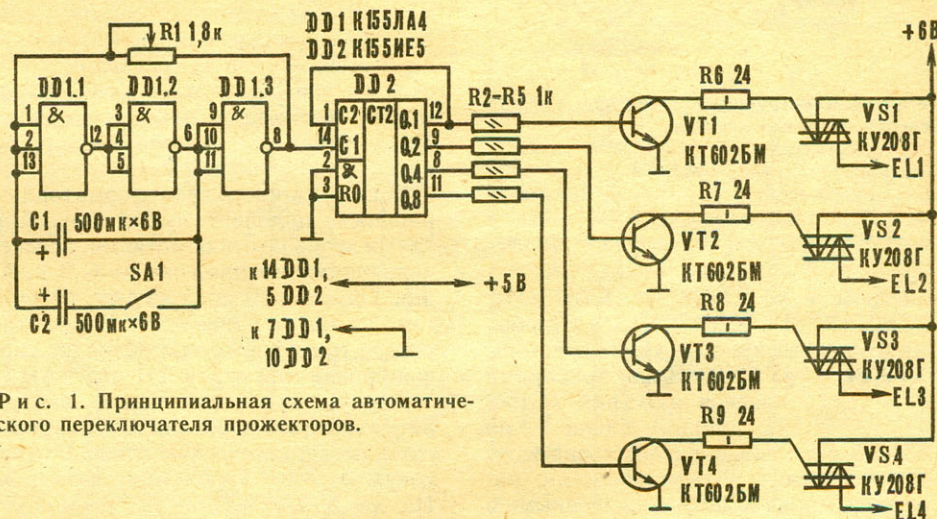 R1 1,8к
DD1 К155ЛА4
DD2 К155ИЕ5
+6В
DD1.1
DD1.2
DD1.3
DD2
R2-R5 1к
R6 24
1
2
13
&
12
3
4
5
&
6
9
10
11
&
8
1
14
2
3
C2
C1
&
R0
CT2
0,1
0,2
0,4
0,8
12
9
8
11
VT1
КТ602БМ
VS1
КУ208Г
EL1
R7 24
C1
500мк×6В
+
SA1
C2
500мк×6В
+
к 14 DD1,
5 DD2
+5В
к 7 DD1,
10 DD2
VT2
КТ602БМ
VS2
КУ208Г
EL2
R8 24
VT3
КТ602БМ
VS3
КУ208Г
EL3
R9 24
VT4
КТ602БМ
VS4
КУ208Г
EL4
Рис. 1. Принципиальная схема автоматиче-
ского переключателя прожекторов.